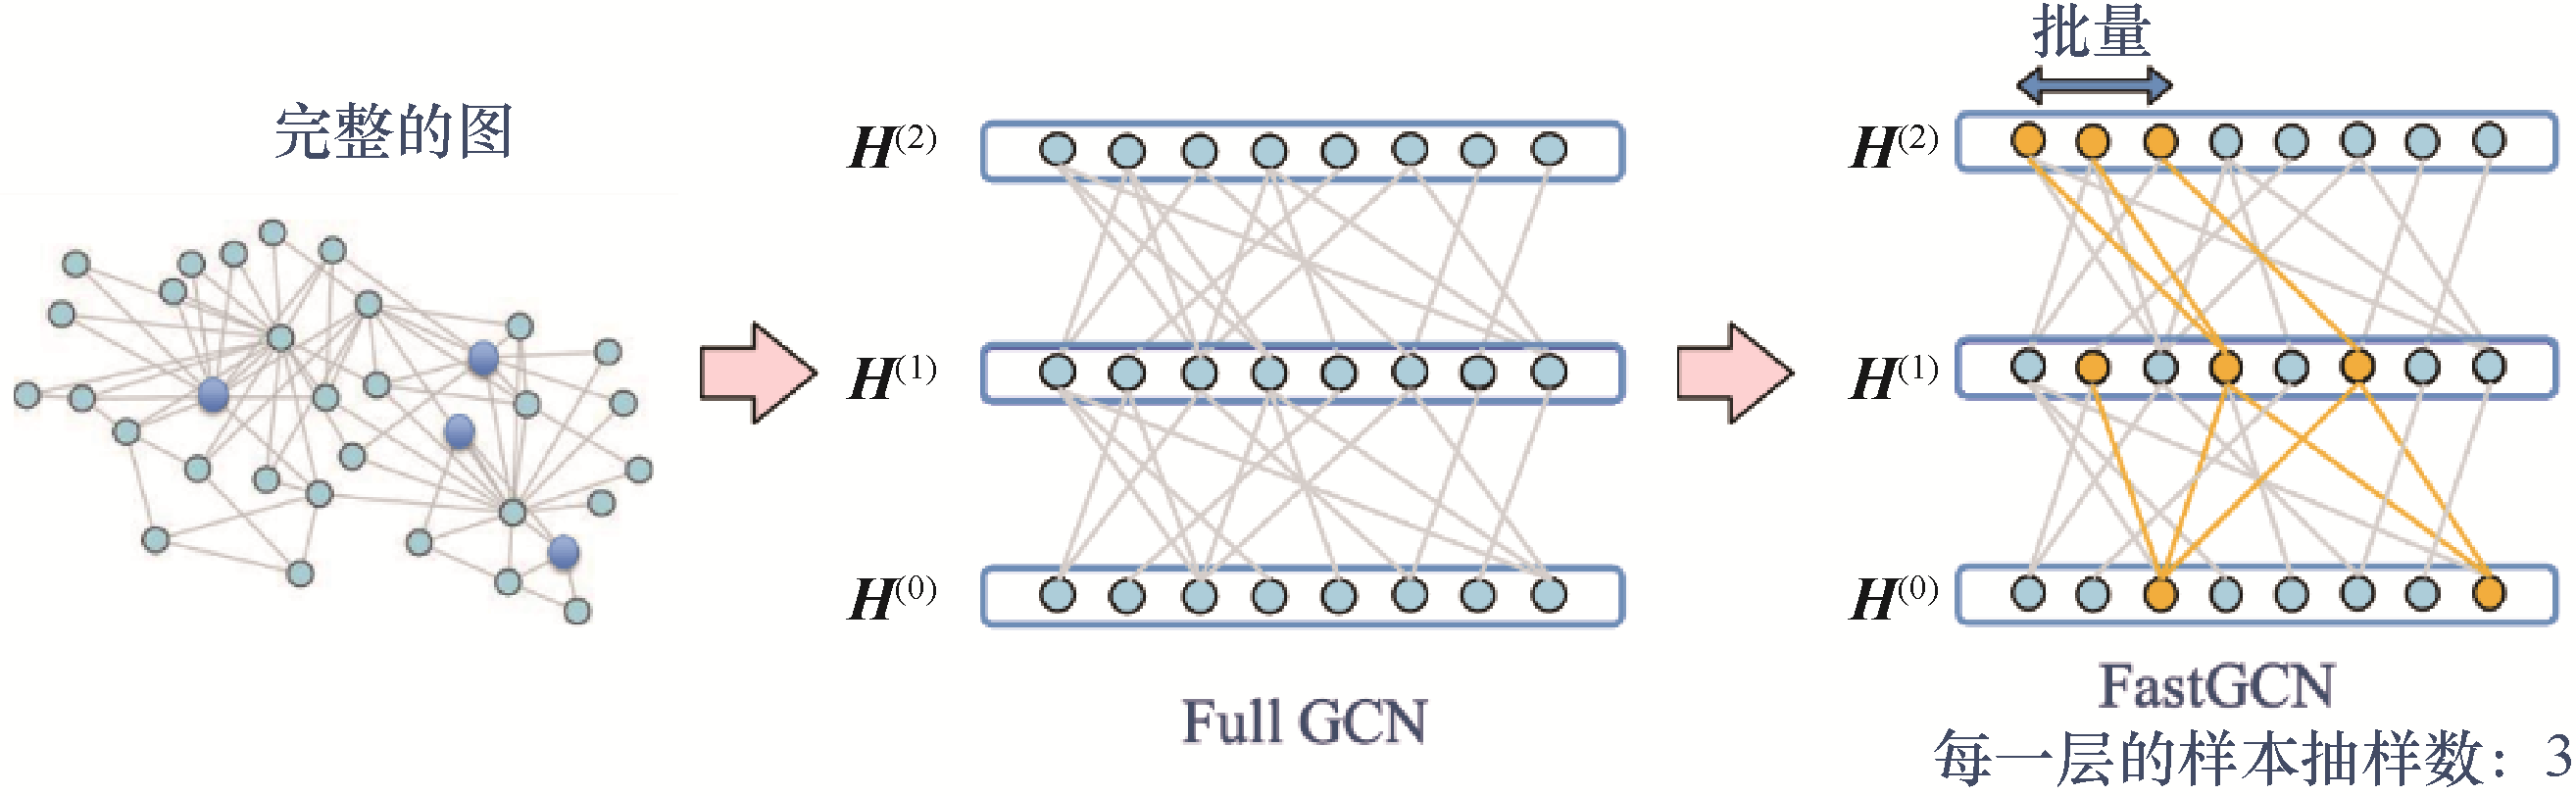 完整的图
H(2)
H(1)
H(0)
Full GCN
批量
H(2)
H(1)
H(0)
FastGCN
每一层的样本抽样数：3